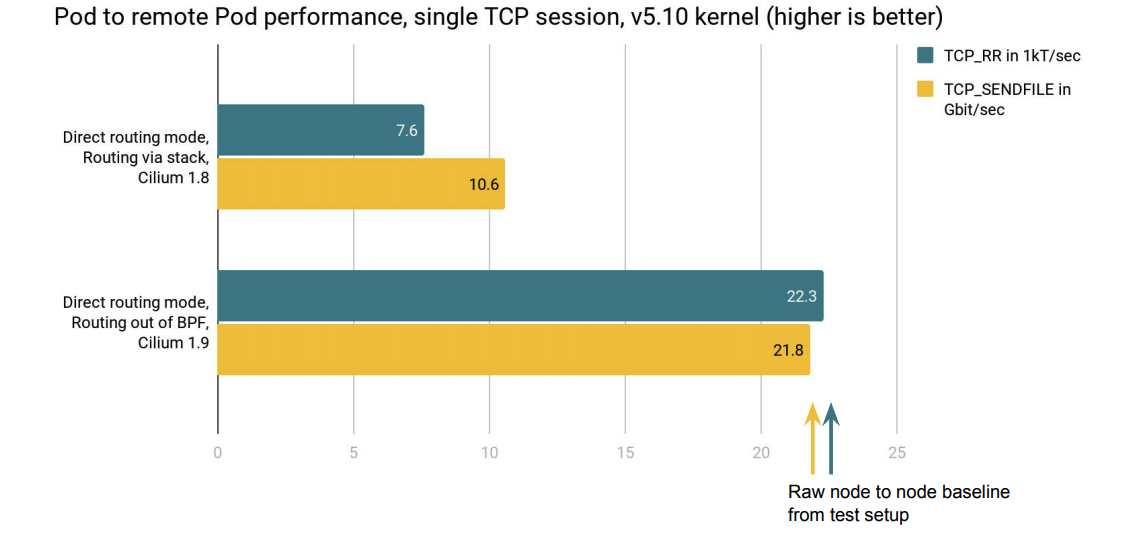 Pod to remote Pod performance, single TCP session, v5.10 kernel (higher is better)
TCP_RR in 1kT/sec
TCP_SENDFILE in
Gbit/sec
Direct routing mode,
Routing via stack,
Cilium 1.8
7.6
10.6
Direct routing mode,
Routing out of BPF,
Cilium 1.9
22.3
21.8
0 5 10 15 20 25
Raw node to node baseline
from test setup